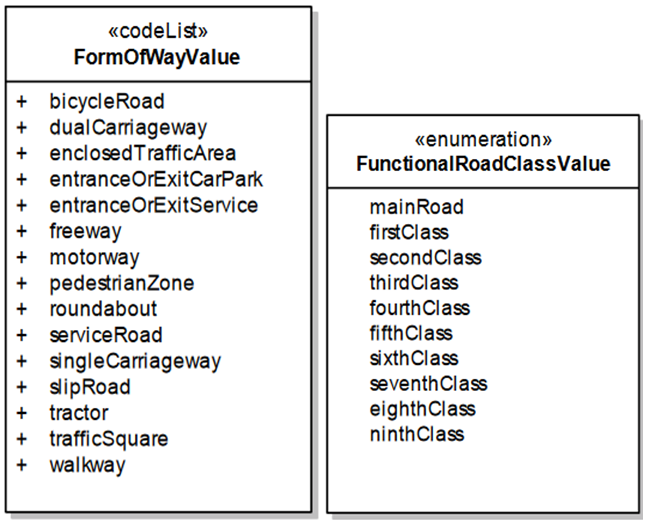 «codeList»
FormOfWayValue
+ bicycleRoad
+ dualCarriageway
+ enclosedTrafficArea
+ entranceOrExitCarPark
+ entranceOrExitService
+ freeway
+ motorway
+ pedestrianZone
+ roundabout
+ serviceRoad
+ singleCarriageway
+ slipRoad
+ tractor
+ trafficSquare
+ walkway
«enumeration»
FunctionalRoadClassValue
mainRoad
firstClass
secondClass
thirdClass
fourthClass
fifthClass
sixthClass
seventhClass
eighthClass
ninthClass